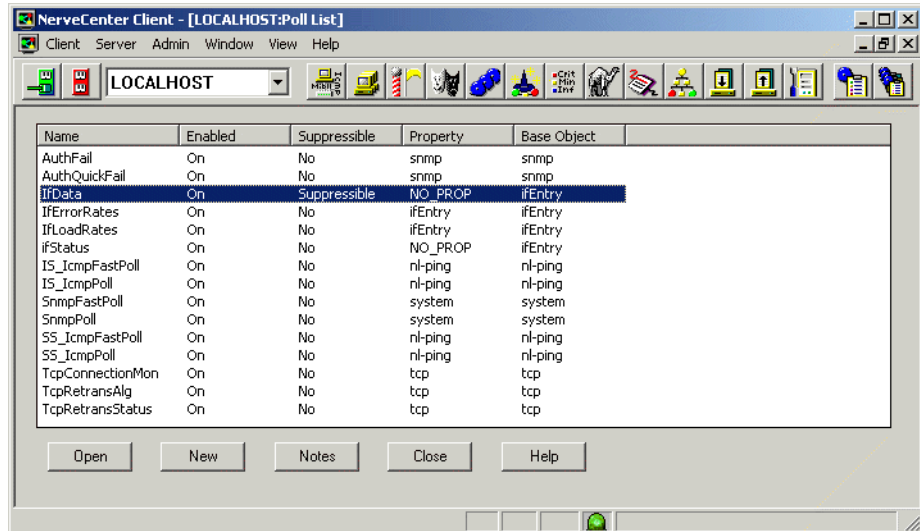 NerveCenter Client - [LOCALHOST:Poll List]
Client Server Admin Window View Help
LOCALHOST
Name Enabled Suppressible Property Base Object
AuthFail On No snmp snmp
AuthQuickFail On No snmp snmp
IfData On Suppressible NO_PROP ifEntry
IfErrorRates On No ifEntry ifEntry
IfLoadRates On No ifEntry ifEntry
ifStatus On No NO_PROP ifEntry
IS_IcmpFastPoll On No nl-ping nl-ping
IS_IcmpPoll On No nl-ping nl-ping
SnmpFastPoll On No system system
SnmpPoll On No system system
SS_IcmpFastPoll On No nl-ping nl-ping
SS_IcmpPoll On No nl-ping nl-ping
TcpConnectionMon On No tcp tcp
TcpRetransAlg On No tcp tcp
TcpRetransStatus On No tcp tcp
Open New Notes Close Help